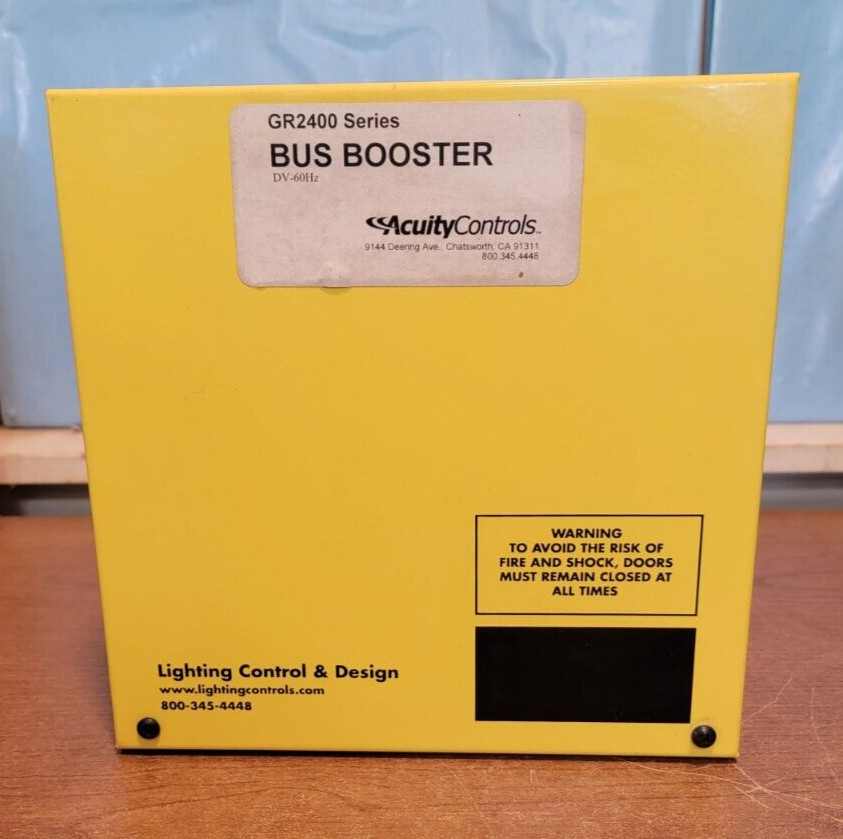 GR2400 Series
BUS BOOSTER
DV-60Hz
AcuityControls™
9144 Deering Ave., Chatsworth, CA 91311
800.345.4448
WARNING
TO AVOID THE RISK OF
FIRE AND SHOCK, DOORS
MUST REMAIN CLOSED AT
ALL TIMES
Lighting Control & Design
www.lightingcontrols.com
800-345-4448